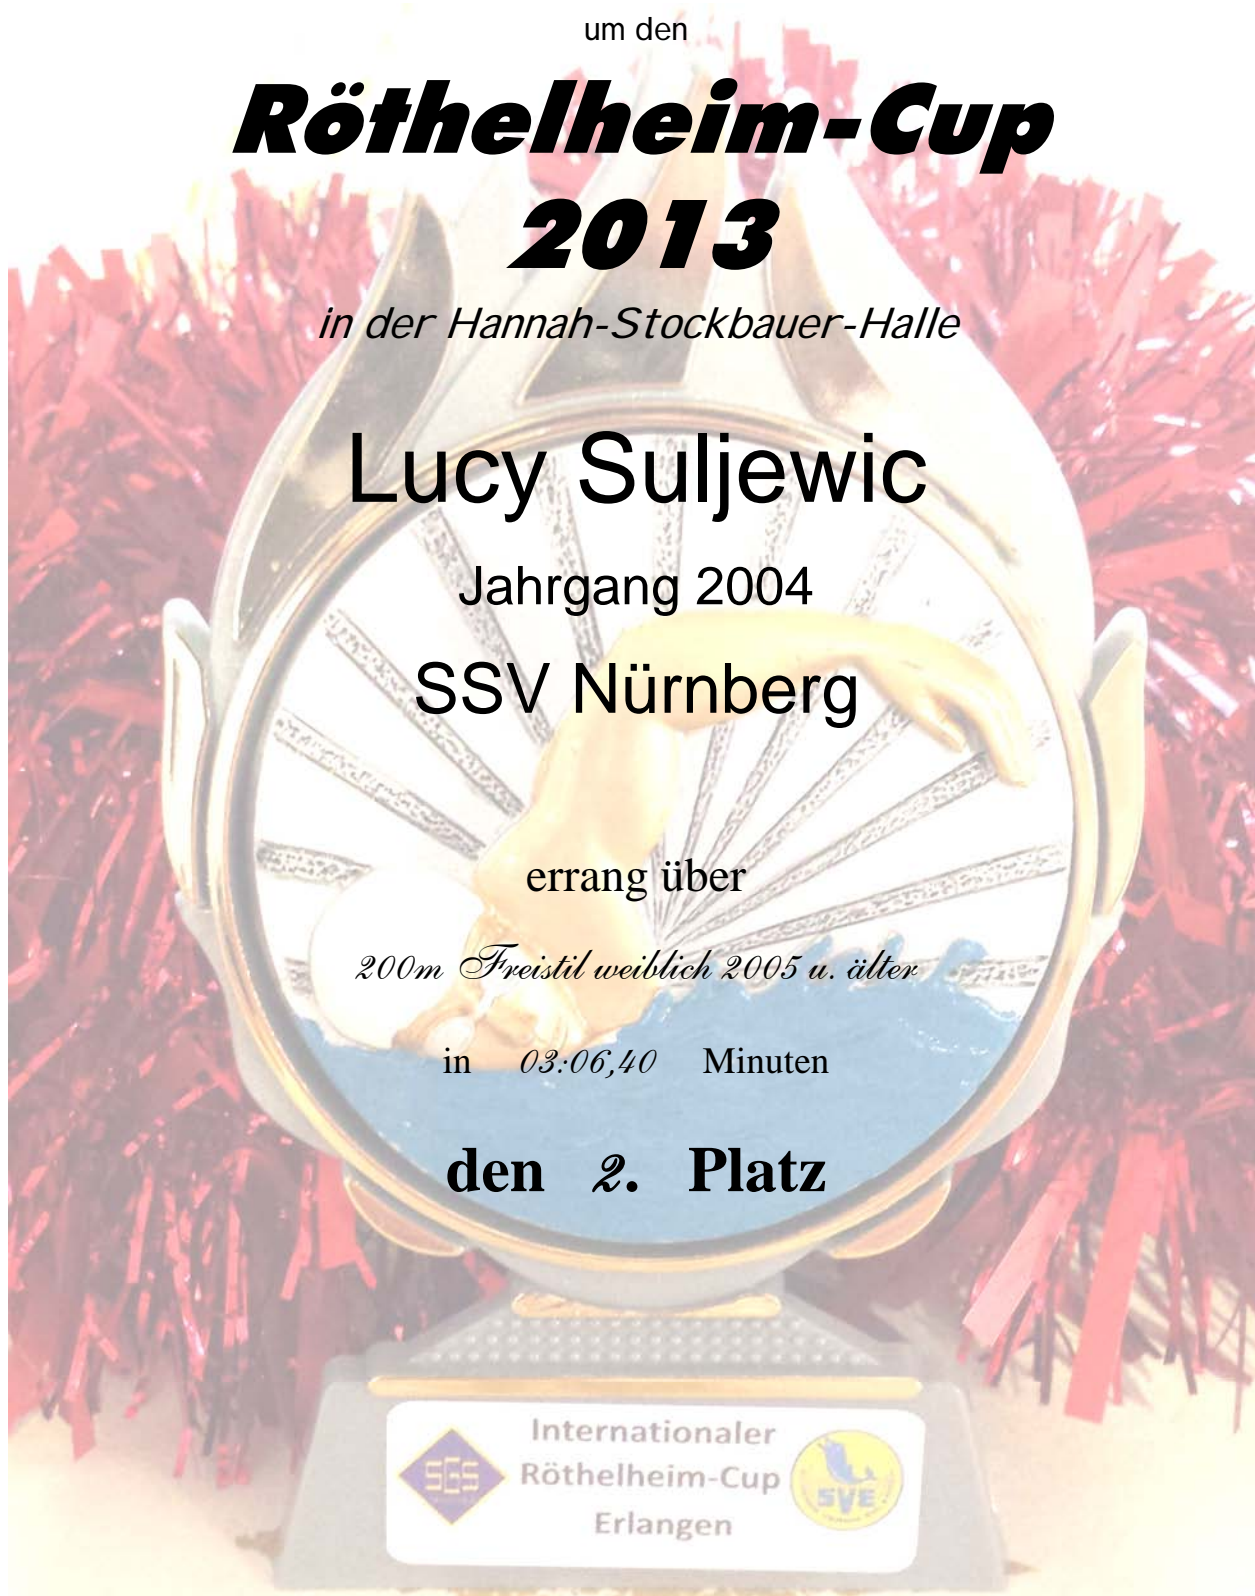 um den
Röthelheim-Cup
2013
in der Hannah-Stockbauer-Halle
Lucy Suljewic
Jahrgang 2004
SSV Nürnberg
errang über
200m Freistil weiblich 2005 u. älter
in 03:06,40 Minuten
den 2. Platz
Internationaler
SGS Röthelheim-Cup
SVE
Erlangen